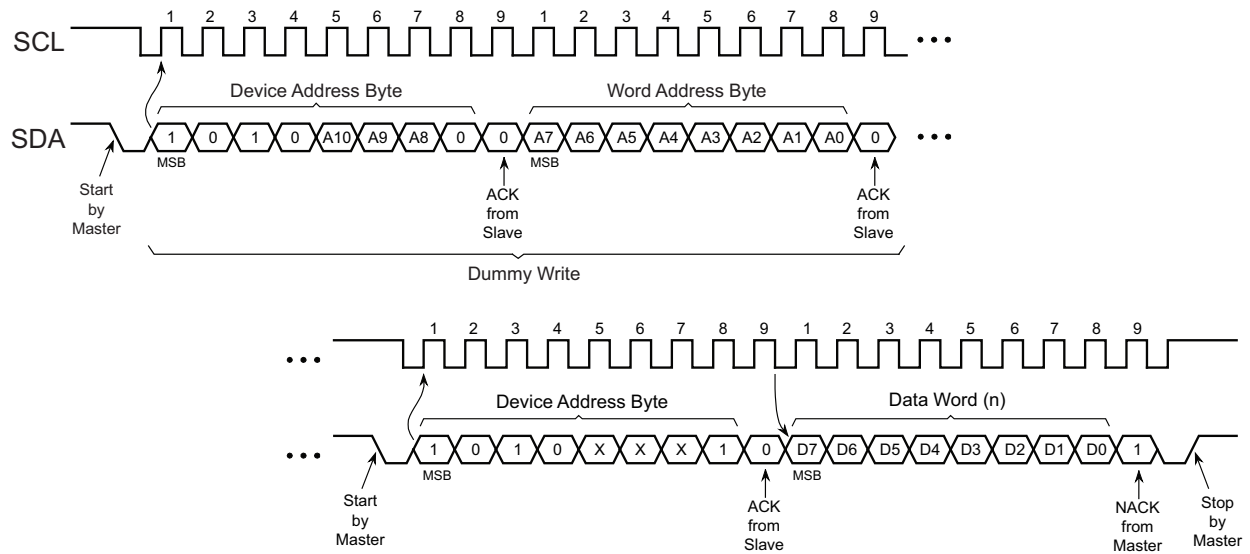 1 2 3 4 5 6 7 8 9 1 2 3 4 5 6 7 8 9
SCL
Device Address Byte Word Address Byte
SDA 1 0 1 0 A10 A9 A8 0 0 A7 A6 A5 A4 A3 A2 A1 A0 0
MSB MSB
Start
by
Master
ACK
from
Slave
ACK
from
Slave
Dummy Write
1 2 3 4 5 6 7 8 9 1 2 3 4 5 6 7 8 9
Device Address Byte Data Word (n)
1 0 1 0 X X X 1 0 D7 D6 D5 D4 D3 D2 D1 D0 1
MSB MSB
Start
by
Master
ACK
from
Slave
NACK
from
Master
Stop
by
Master